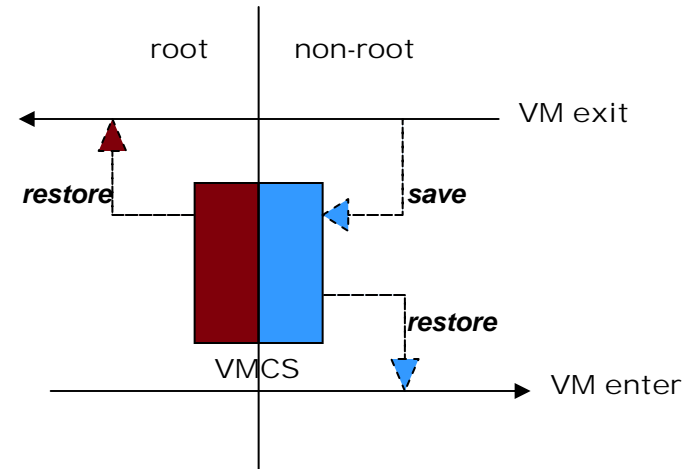 root
non-root
VM exit
restore
save
restore
VMCS
VM enter